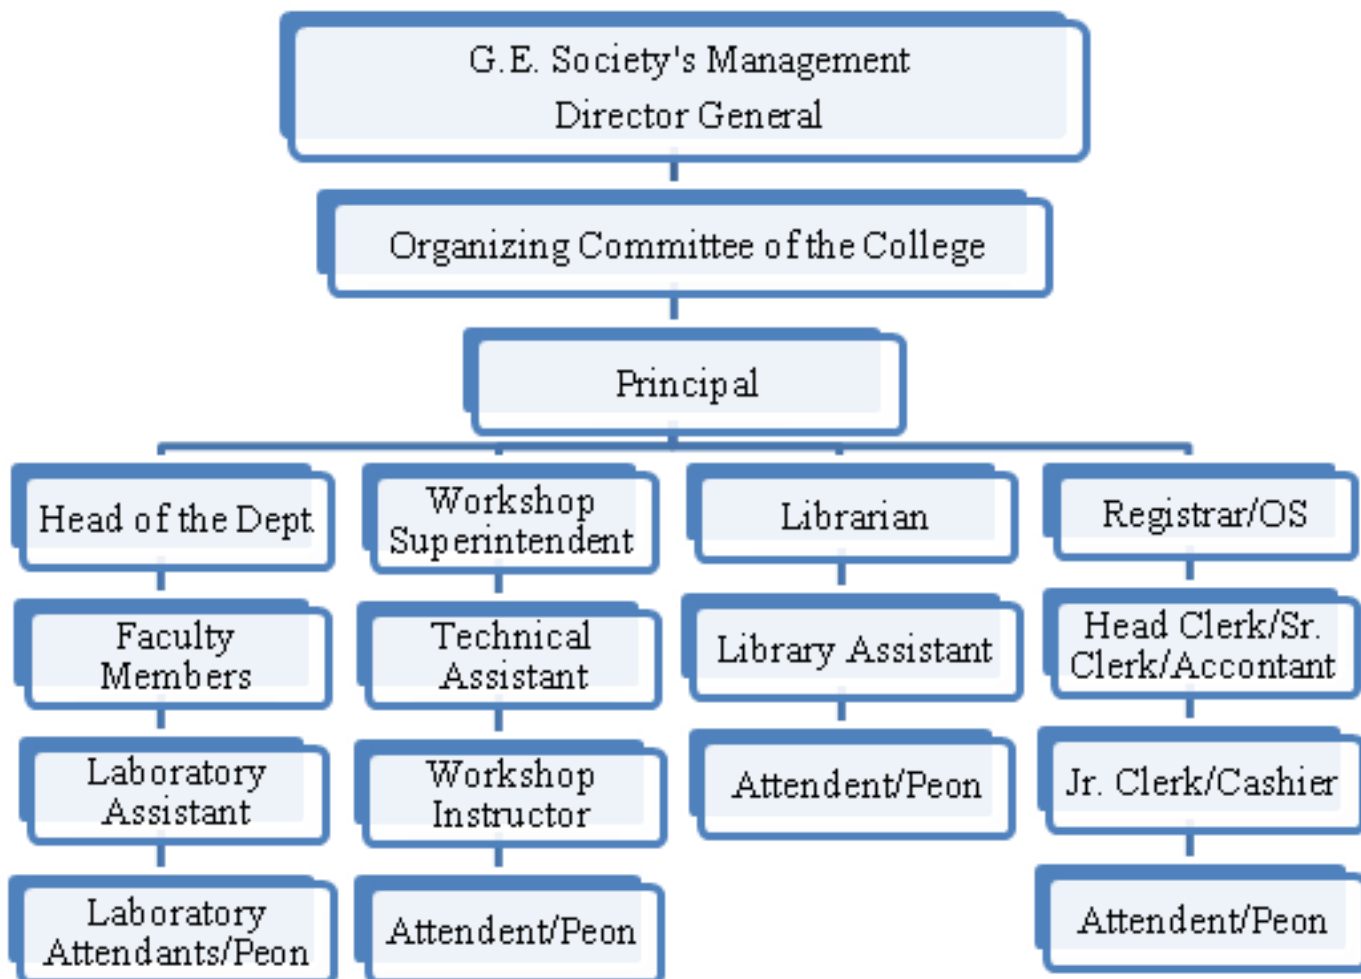 G.E. Society's Management
Director General
Organizing Committee of the College
Principal
Head of the Dept.
Workshop
Superintendent
Librarian
Registrar/OS
Faculty
Members
Technical
Assistant
Library Assistant
Head Clerk/Sr.
Clerk/Accontant
Laboratory
Assistant
Workshop
Instructor
Attendent/Peon
Jr. Clerk/Cashier
Laboratory
Attendants/Peon
Attendent/Peon
Attendent/Peon